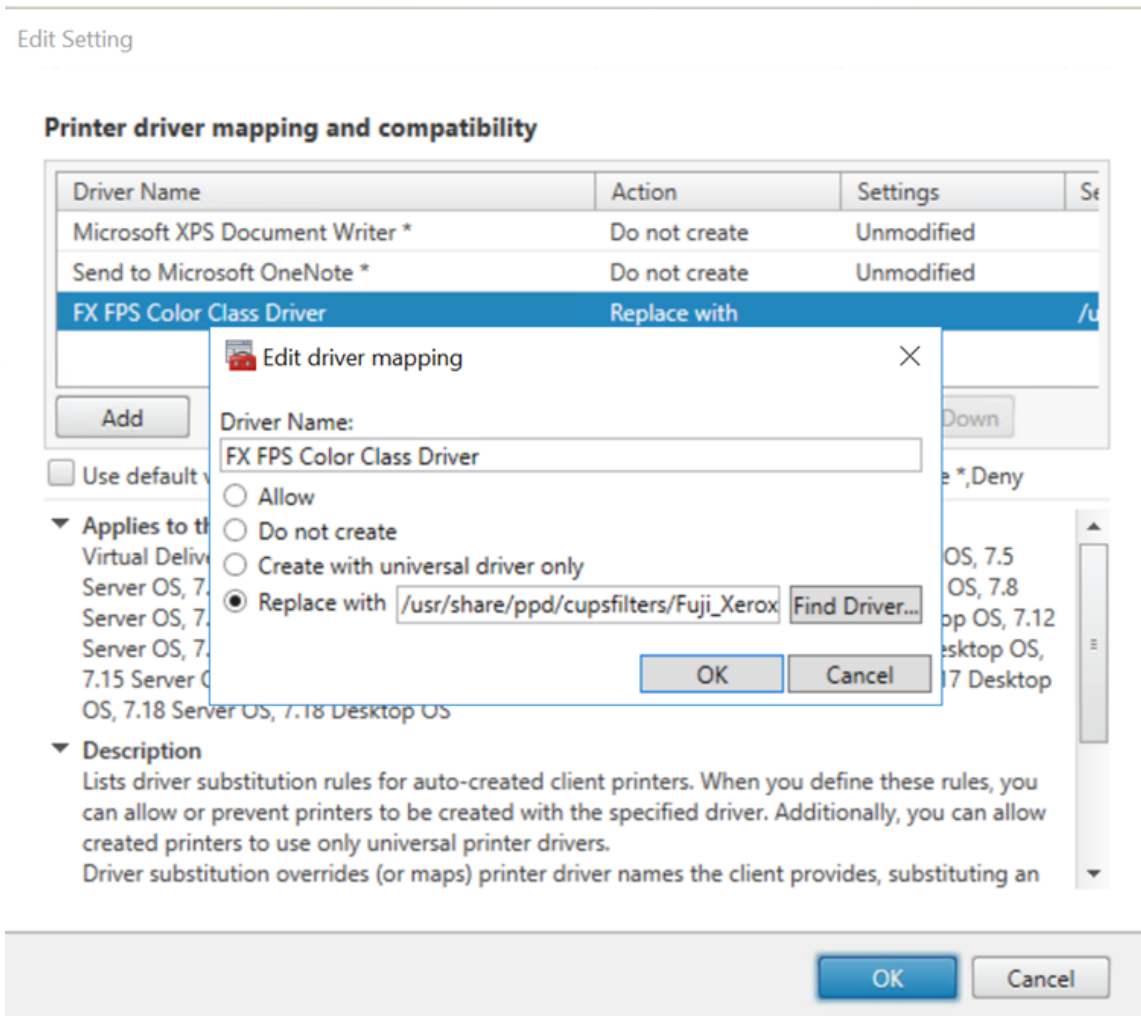 Edit Setting
Printer driver mapping and compatibility
Driver Name Action Settings
Microsoft XPS Document Writer * Do not create Unmodified
Send to Microsoft OneNote * Do not create Unmodified
FX FPS Color Class Driver Replace with
Edit driver mapping
Add Down
Driver Name:
FX FPS Color Class Driver
Use default *,Deny
Allow
Applies to
Do not create
Virtual OS, 7.5
Create with universal driver only
Server OS, OS, 7.8
Replace with /usr/share/ppd/cupsfilters/Fuji_Xerox Find Driver...
Server OS, OS, 7.12
Server OS, OS,
OK Cancel
7.15 Server Desktop
OS, 7.18 Server OS, 7.18 Desktop OS
Description
Lists driver substitution rules for auto-created client printers. When you define these rules, you
can allow or prevent printers to be created with the specified driver. Additionally, you can allow
created printers to use only universal printer drivers.
Driver substitution overrides (or maps) printer driver names the client provides, substituting an
OK Cancel